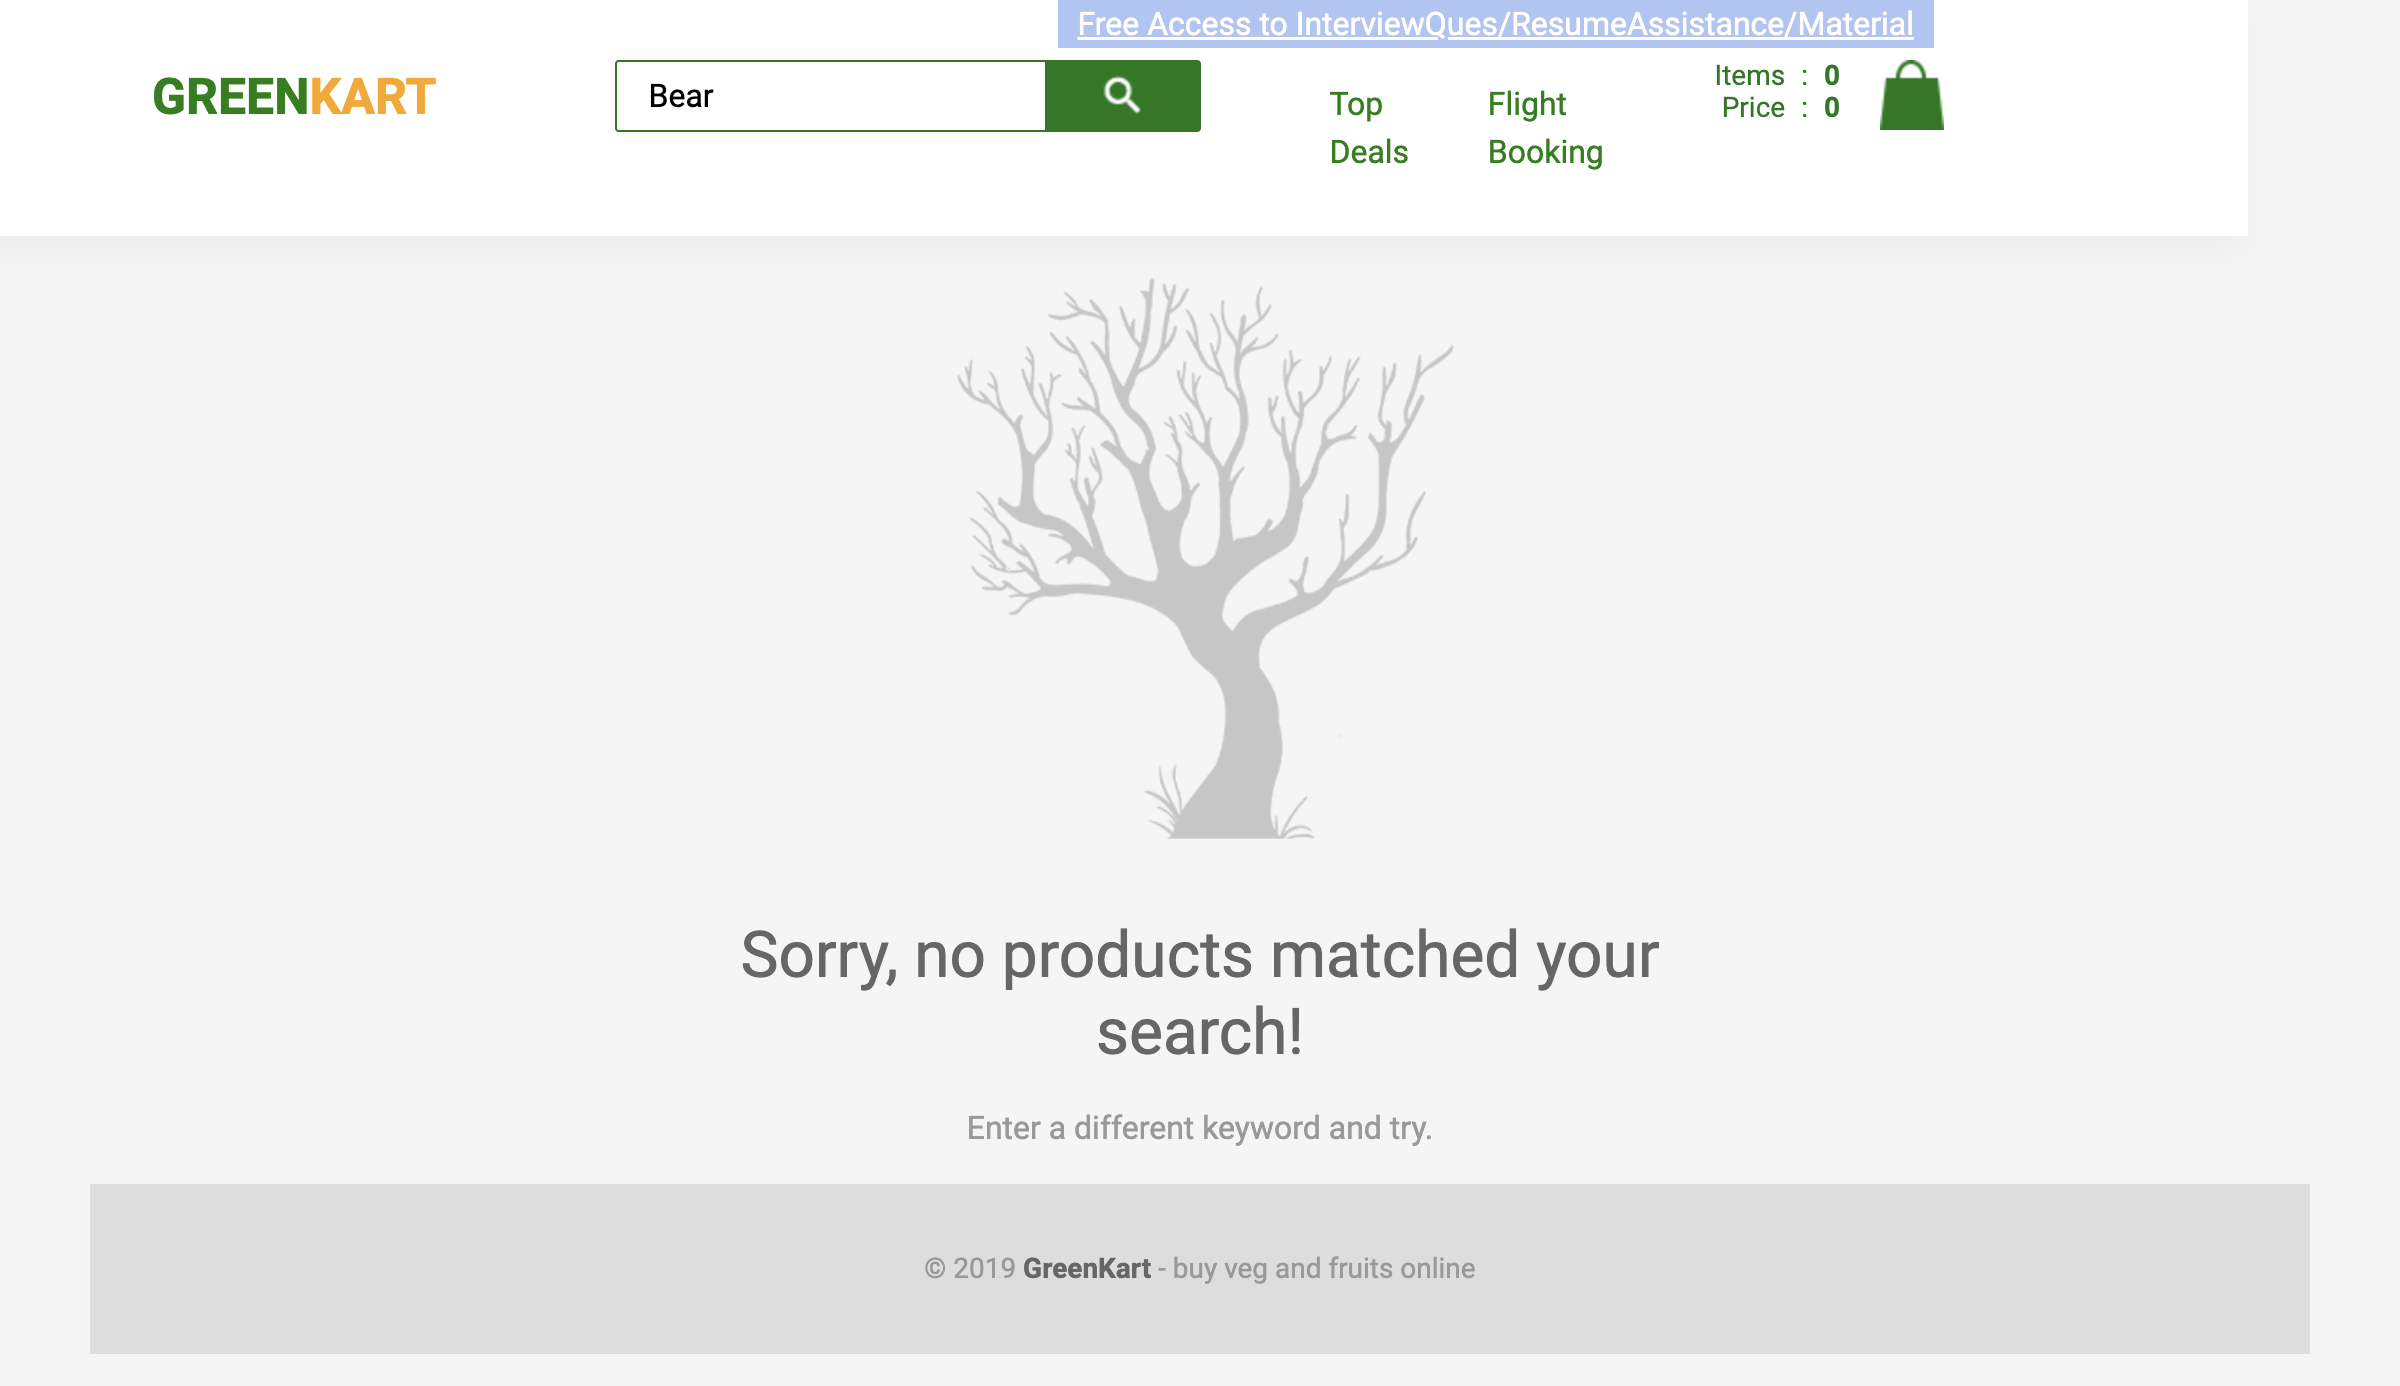 Free Access to InterviewQues/ResumeAssistance/Material
GREENKART
Bear
Top
Deals
Flight
Booking
Items : 0
Price : 0
Sorry, no products matched your
search!
Enter a different keyword and try.
© 2019 GreenKart - buy veg and fruits online